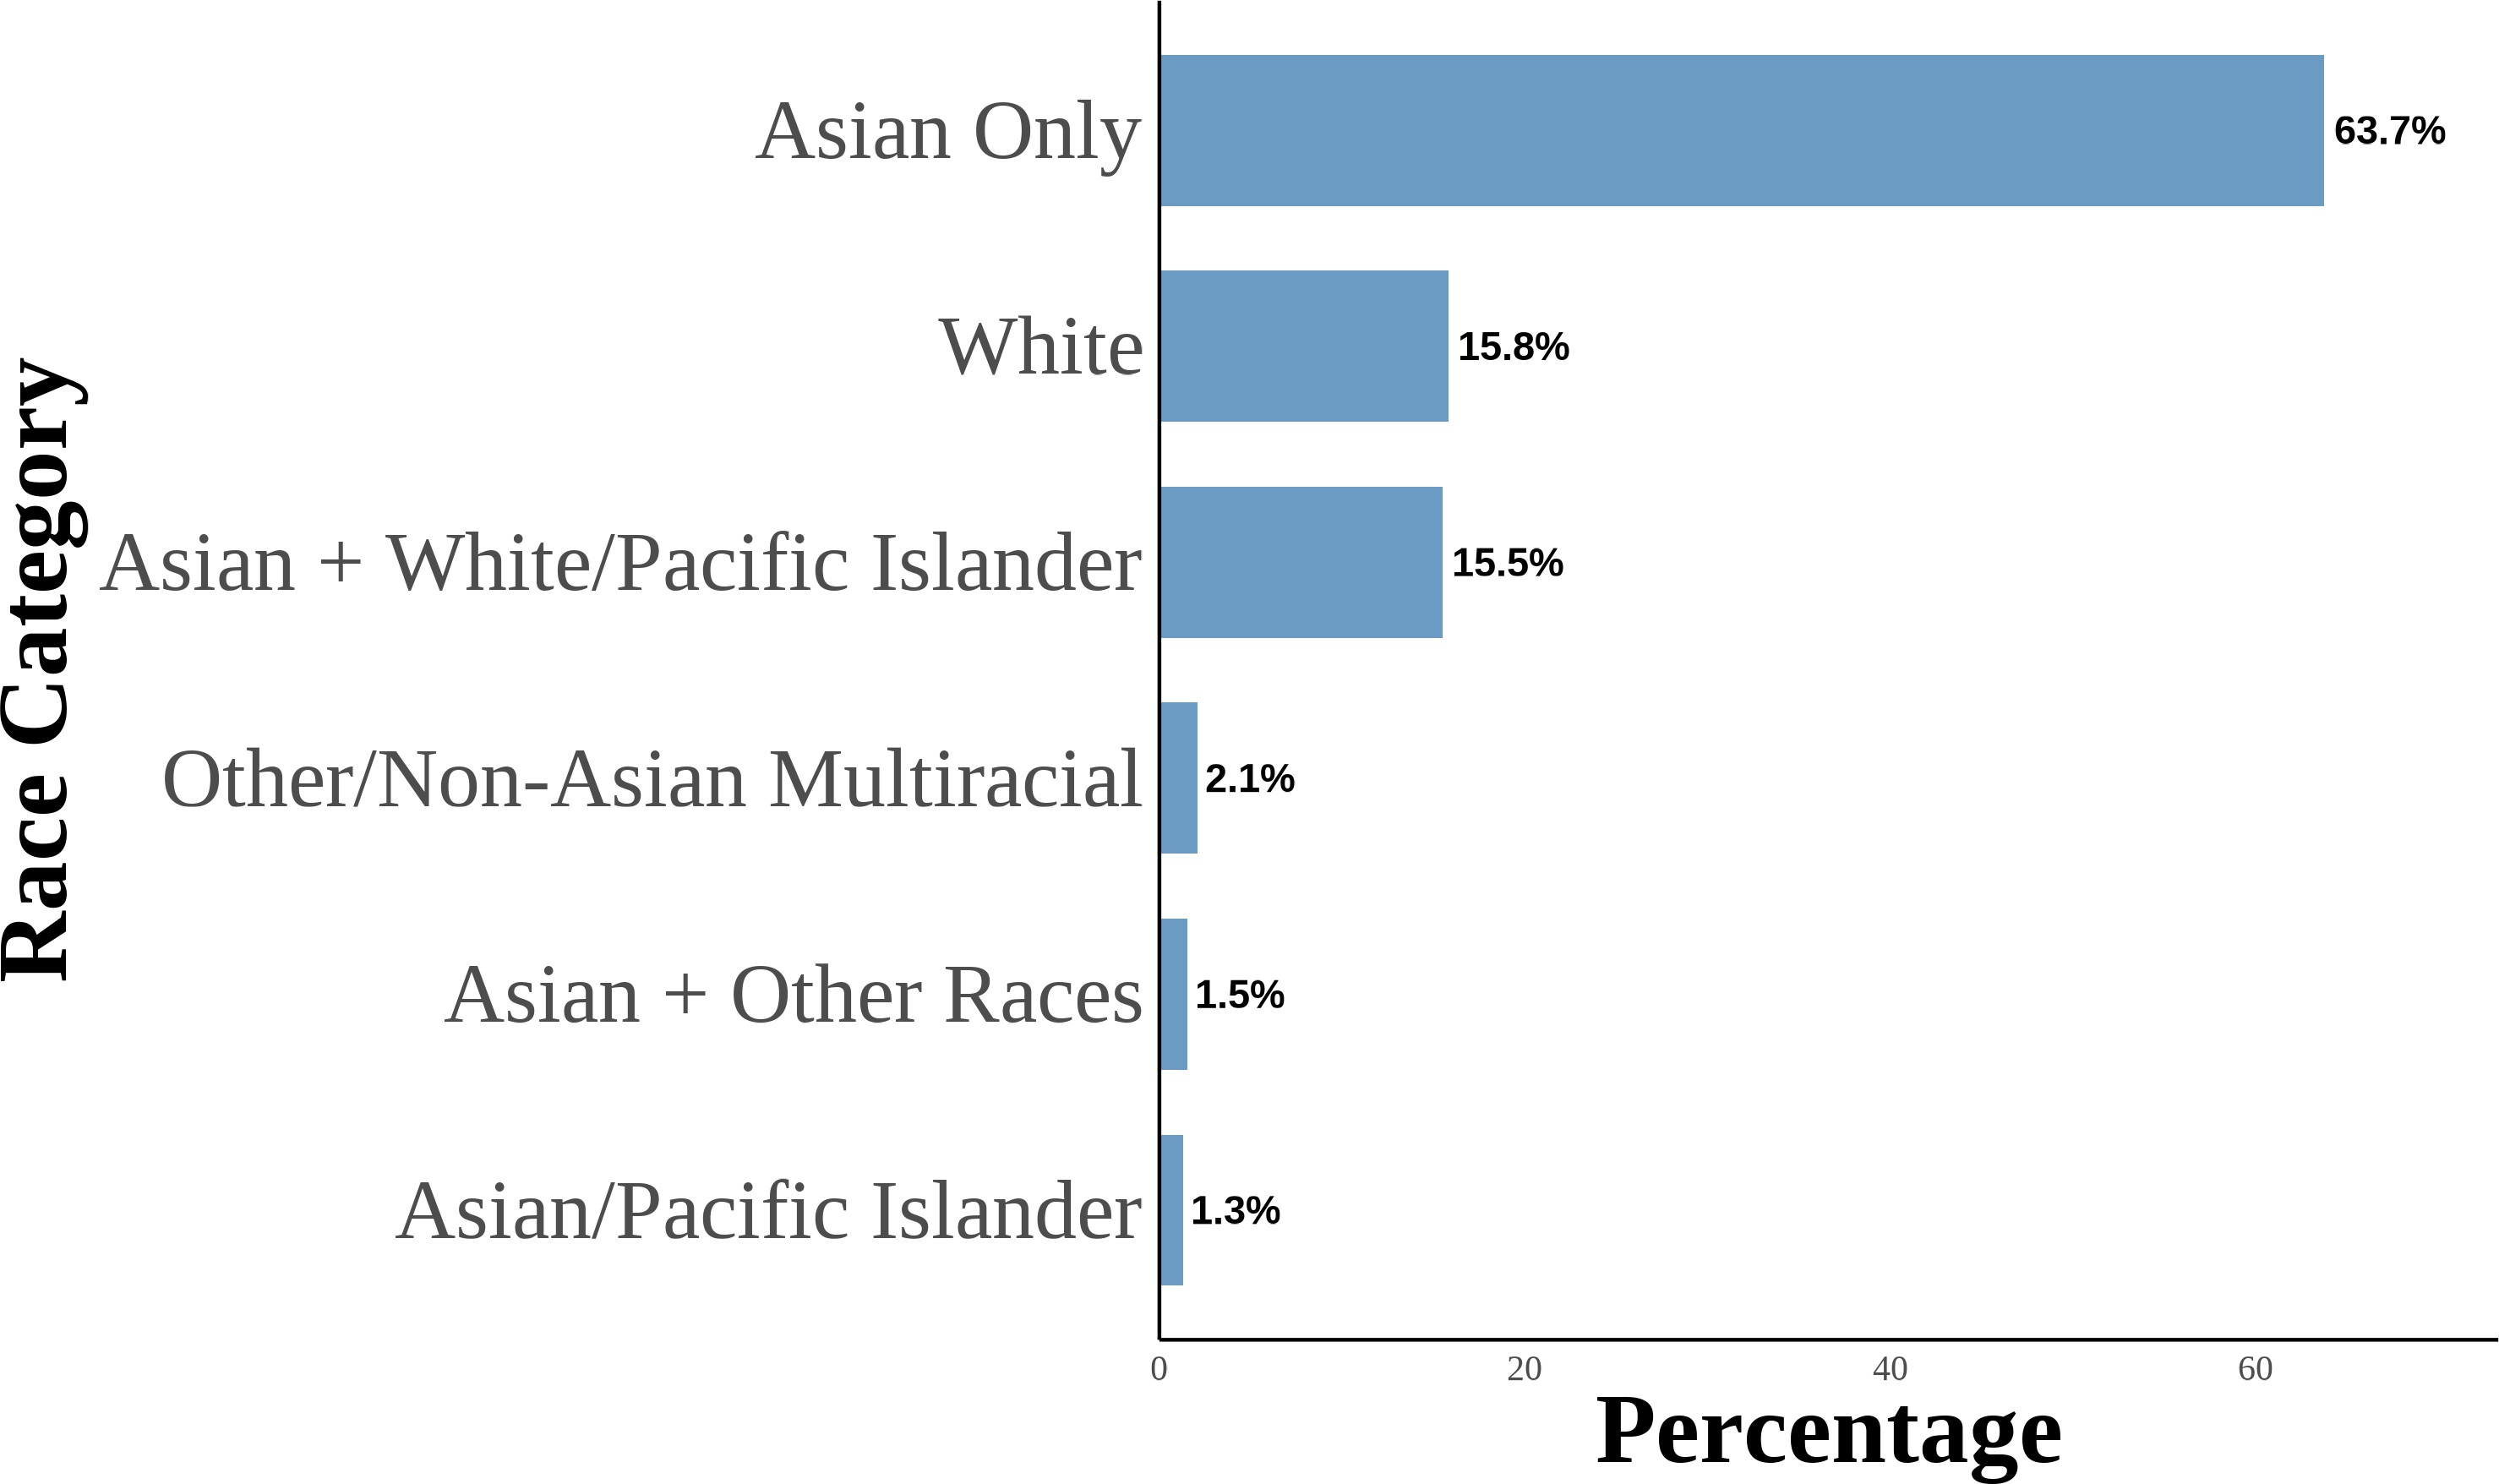 Race Category
Asian Only
63.7%
White
15.8%
Asian + White/Pacific Islander
15.5%
Other/Non-Asian Multiracial
2.1%
Asian + Other Races
1.5%
Asian/Pacific Islander
1.3%
0 20 40 60
Percentage